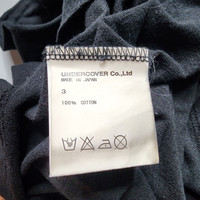 UNDERCOVER Co.,Ltd
MADE IN JAPAN
3
100% COTTON